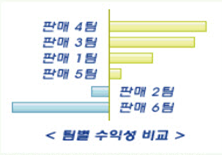 판매 4팀
판매 3팀
판매 1팀
판매 5팀
판매 2팀
판매 6팀
< 팀별 수익성 비교 >